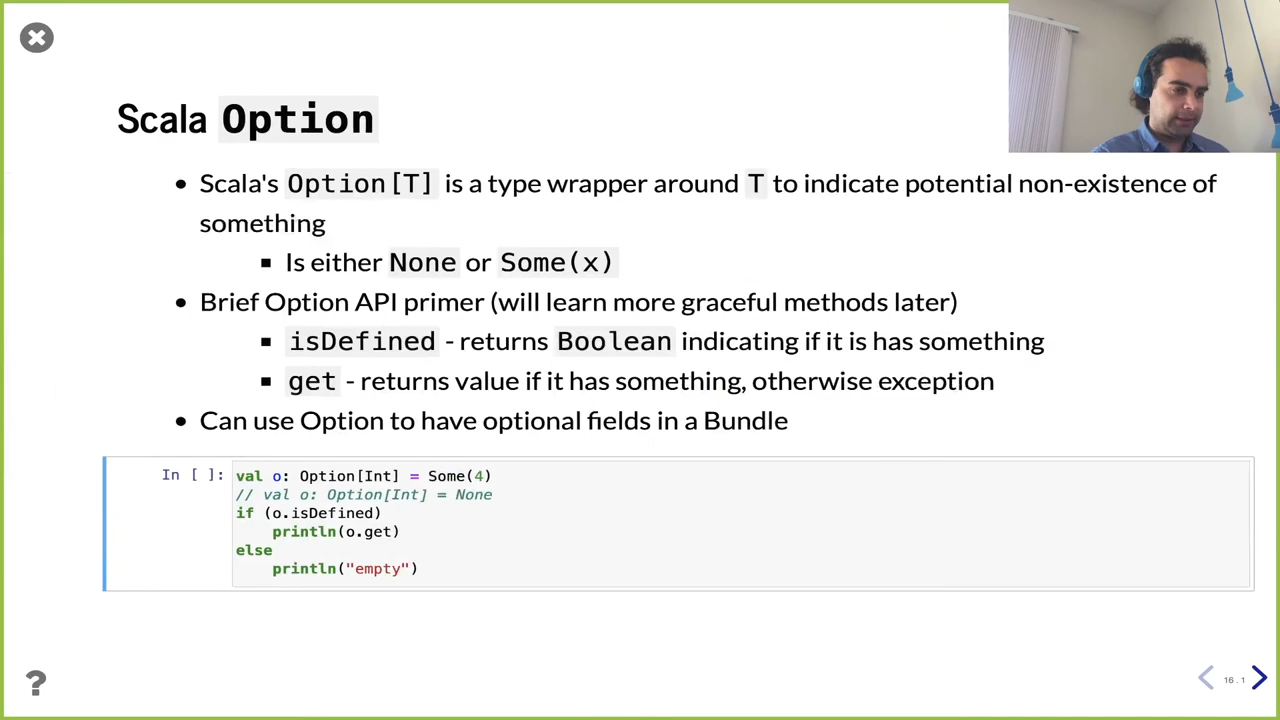 Scala Option
Scala's Option[T] is a type wrapper around T to indicate potential non-existence of
something
Is either None or Some(x)
Brief Option API primer (will learn more graceful methods later)
isDefined - returns Boolean indicating if it is has something
get - returns value if it has something, otherwise exception
Can use Option to have optional fields in a Bundle
In [ ]: val o: Option[Int] = Some(4)
// val o: Option[Int] = None
if (o.isDefined)
    println(o.get)
else
    println("empty")
?
16.1